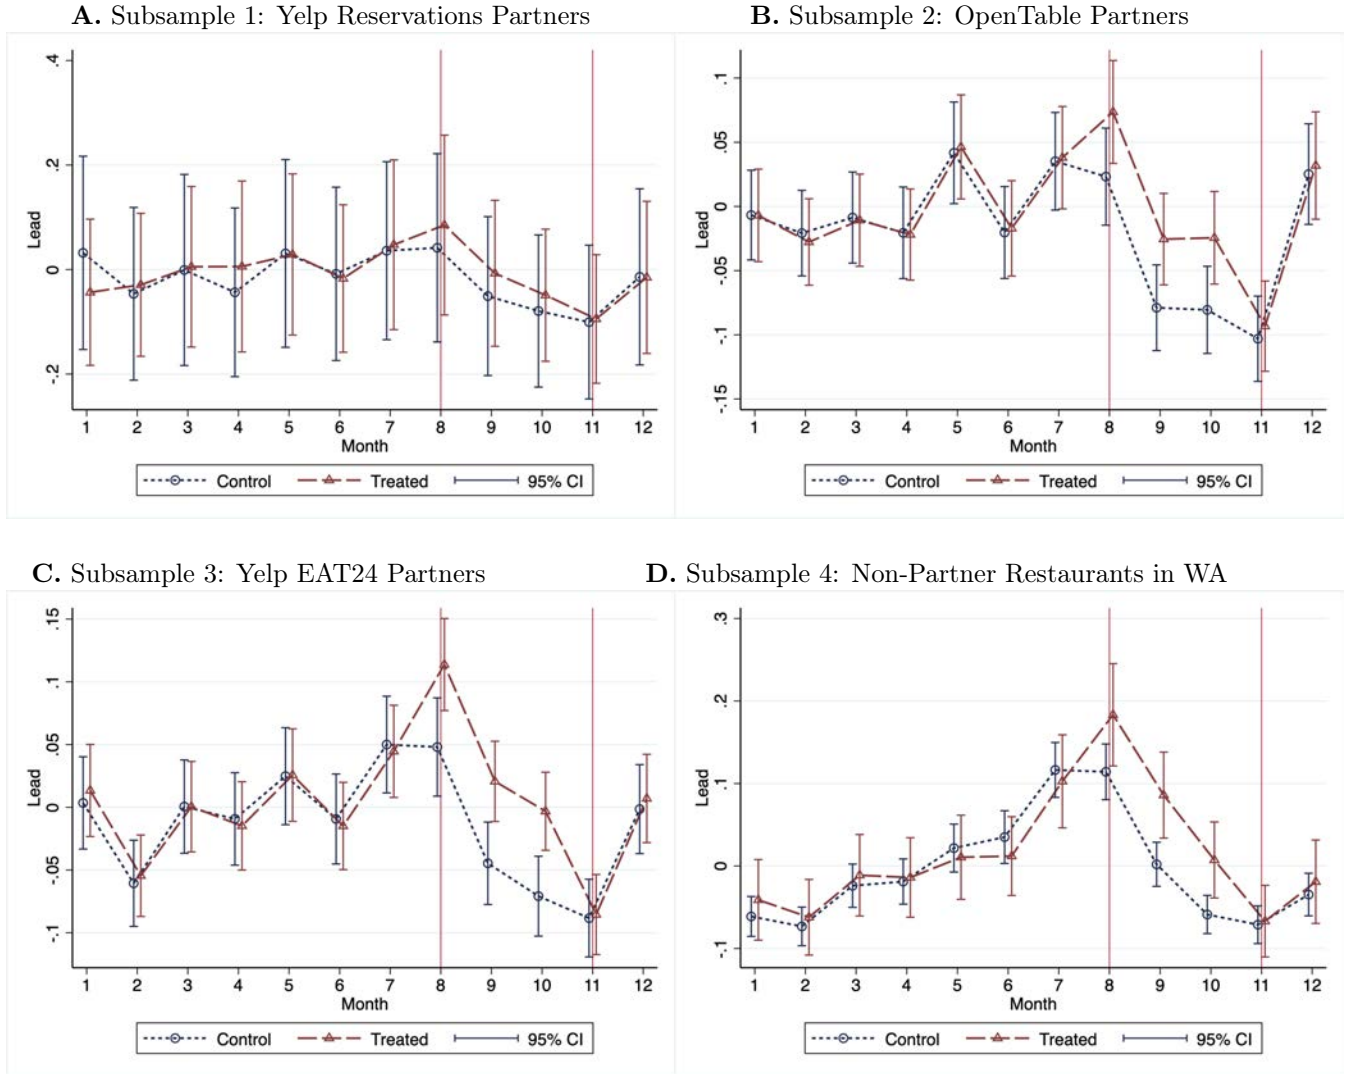 A. Subsample 1: Yelp Reservations Partners
Lead
.4
.2
0
-.2
1 2 3 4 5 6 7 8 9 10 11 12
Month
Control Treated 95% CI
B. Subsample 2: OpenTable Partners
Lead
.1
.05
0
-.05
-.1
-.15
1 2 3 4 5 6 7 8 9 10 11 12
Month
Control Treated 95% CI
C. Subsample 3: Yelp EAT24 Partners
Lead
.15
.1
.05
0
-.05
-.1
1 2 3 4 5 6 7 8 9 10 11 12
Month
Control Treated 95% CI
D. Subsample 4: Non-Partner Restaurants in WA
Lead
.3
.2
.1
0
-.1
1 2 3 4 5 6 7 8 9 10 11 12
Month
Control Treated 95% CI